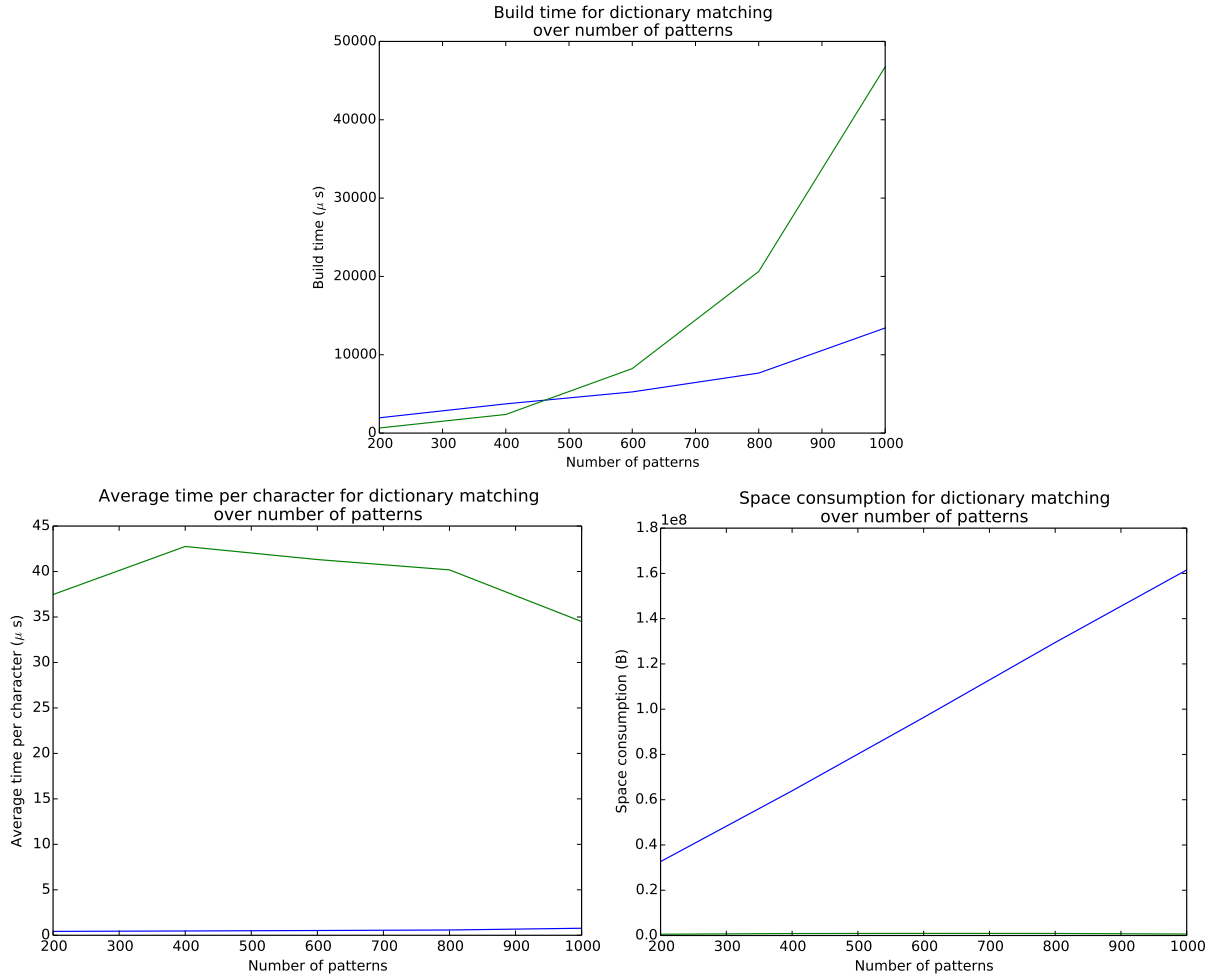 Build time for dictionary matching
over number of patterns
50000
40000
30000
20000
10000
0
Build time (μ s)
200 300 400 500 600 700 800 900 1000
Number of patterns
Average time per character for dictionary matching
over number of patterns
45
40
35
30
25
20
15
10
5
0
Average time per character (μ s)
200 300 400 500 600 700 800 900 1000
Number of patterns
Space consumption for dictionary matching
over number of patterns
1e8
1.8
1.6
1.4
1.2
1.0
0.8
0.6
0.4
0.2
0.0
Space consumption (B)
200 300 400 500 600 700 800 900 1000
Number of patterns